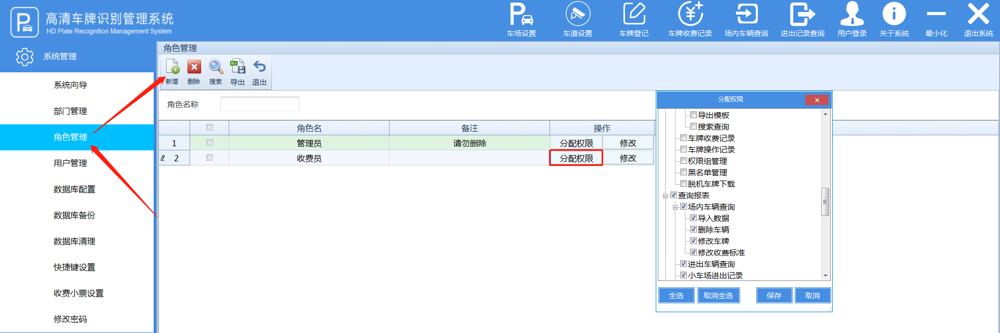 高清车牌识别管理系统
HD Plate Recognition Management System
车场设置
车道设置
车牌登记
车牌收费记录
场内车辆查询
进出记录查询
用户登录
关于系统
最小化
退出系统
系统管理
系统向导
部门管理
角色管理
用户管理
数据库配置
数据库备份
数据库清理
快捷键设置
收费小票设置
修改密码
角色管理
新增
删除
搜索
XLS
导出
退出
角色名称
角色名 备注 操作
1 管理员 请勿删除 分配权限 修改
2 收费员 分配权限 修改
分配权限
导出模板
搜索查询
车牌收费记录
车牌操作记录
权限组管理
黑名单管理
脱机车牌下载
查询报表
场内车辆查询
导入数据
删除车辆
修改车牌
修改收费标准
进出车辆查询
小车场进出记录
全选
取消全选
保存
取消